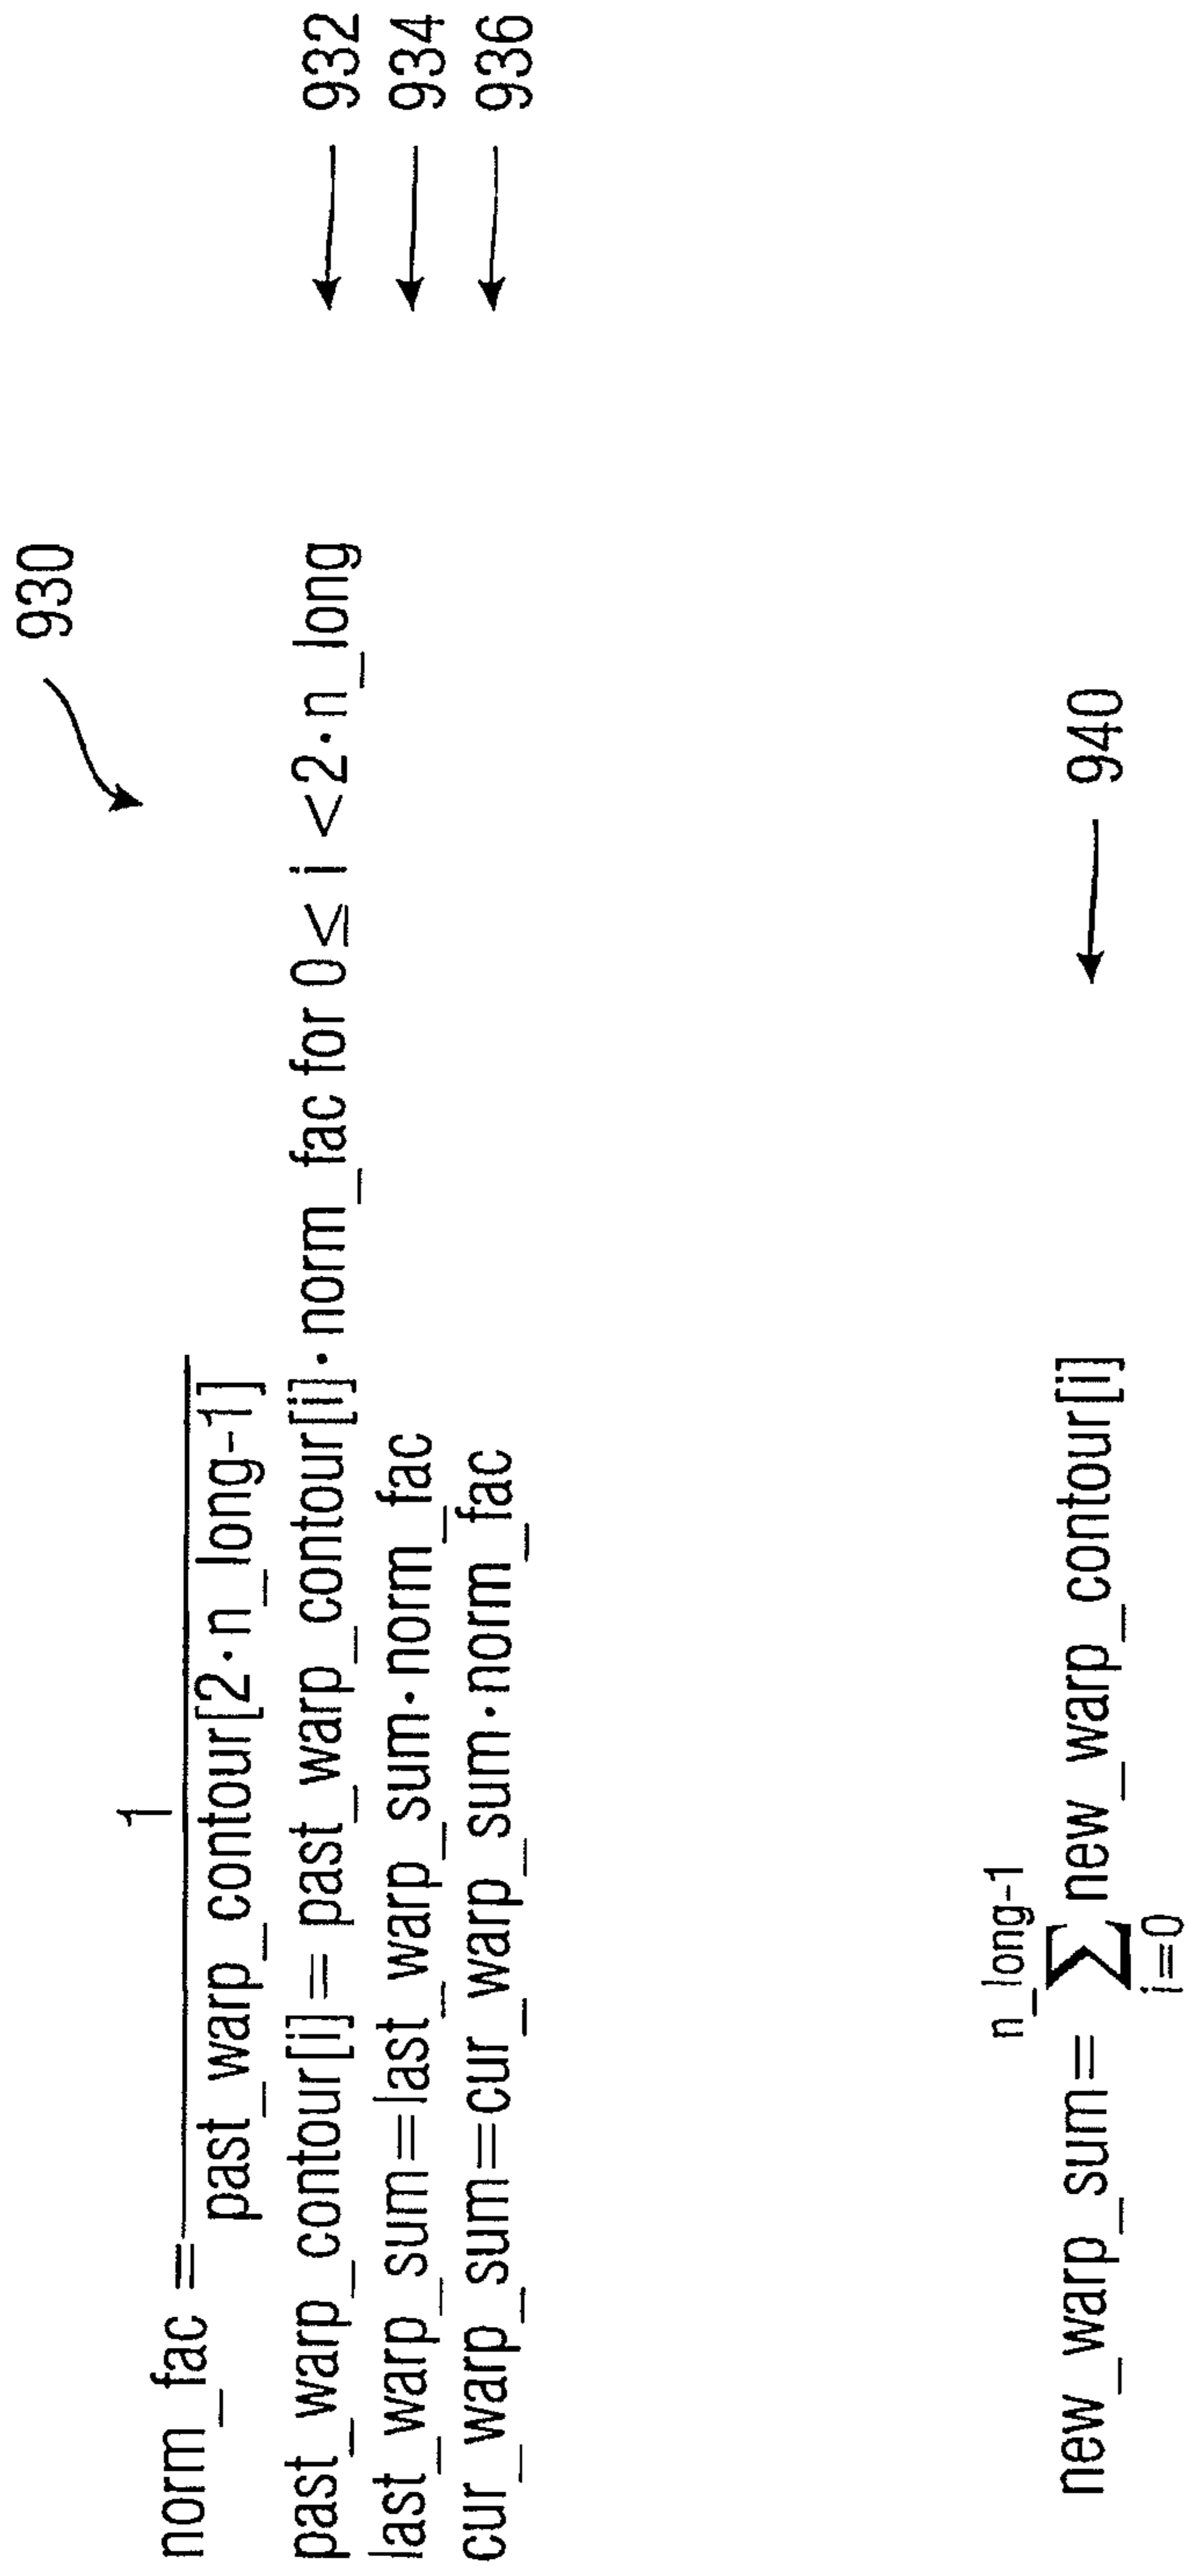 930
norm_fac = 1 / past_warp_contour[2·n_long-1]
past_warp_contour[i] = past_warp_contour[i]·norm_fac for 0 ≤ i < 2·n_long 932
last_warp_sum=last_warp_sum·norm_fac 934
cur_warp_sum=cur_warp_sum·norm_fac 936
n_long-1
new_warp_sum= ∑ new_warp_contour[i] 940
i=0